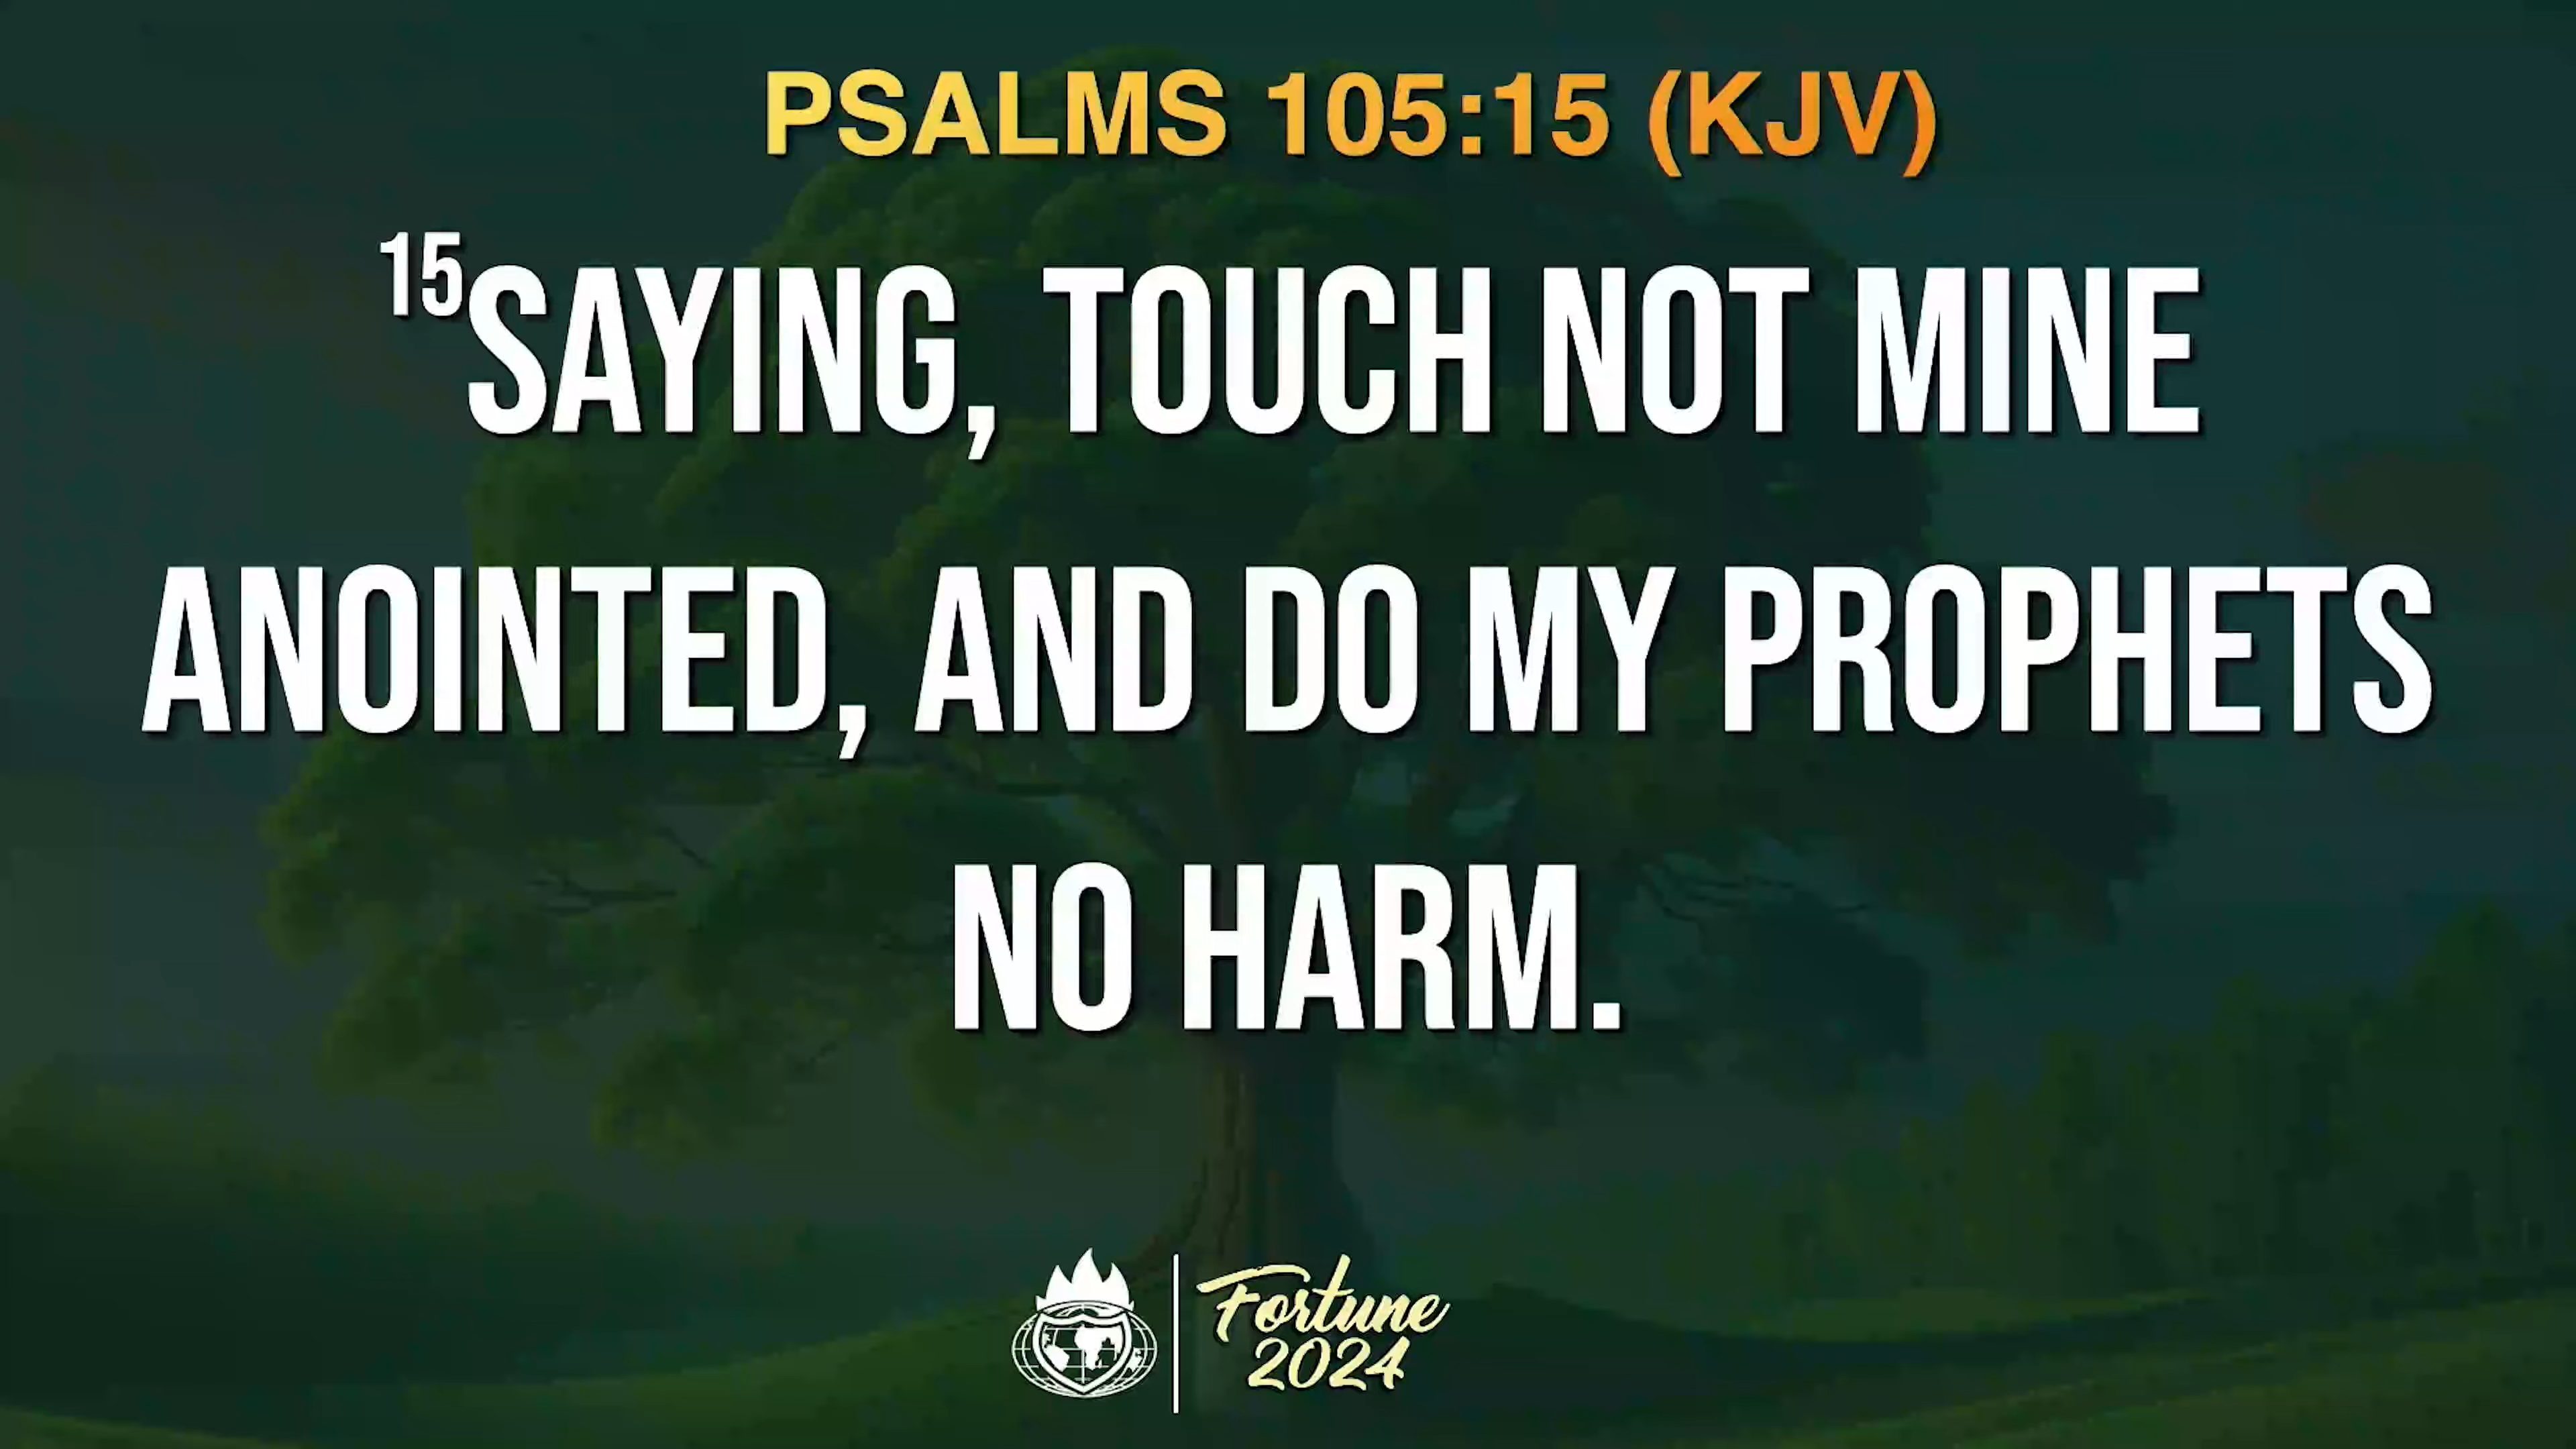 PSALMS 105:15 (KJV)
15SAYING, TOUCH NOT MINE
ANOINTED, AND DO MY PROPHETS
NO HARM.
Fortune
2024